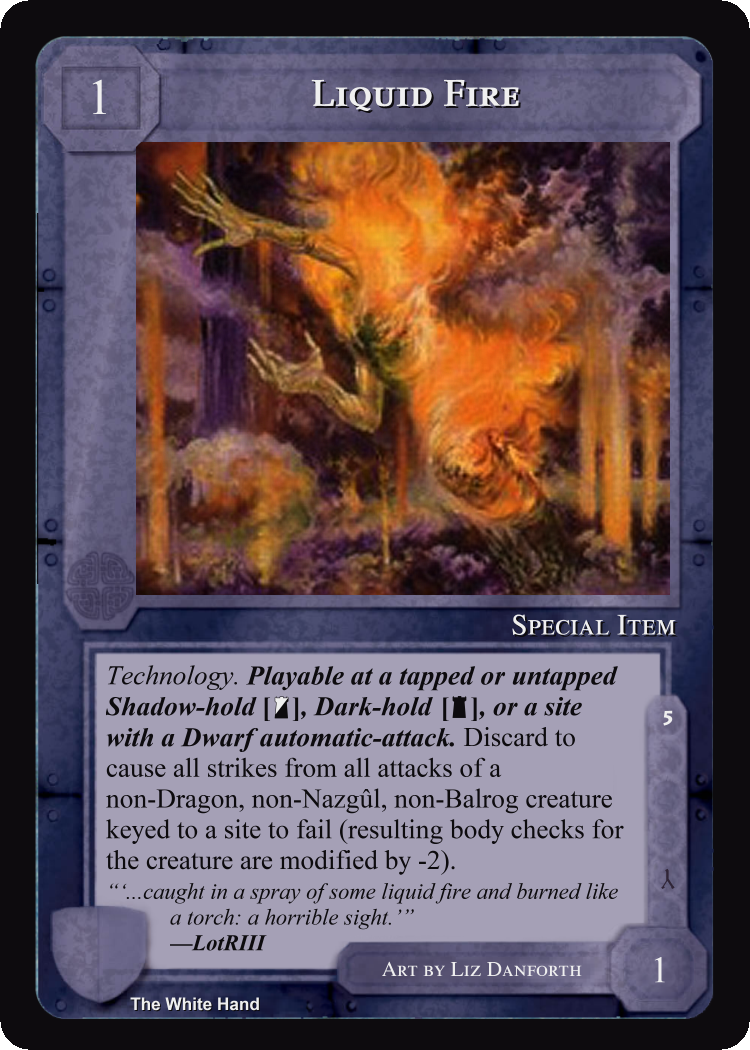 1
Liquid Fire
Special Item
Technology. Playable at a tapped or untapped
Shadow-hold [], Dark-hold [], or a site
with a Dwarf automatic-attack. Discard to
cause all strikes from all attacks of a
non-Dragon, non-Nazgûl, non-Balrog creature
keyed to a site to fail (resulting body checks for
the creature are modified by -2).
“‘...caught in a spray of some liquid fire and burned like
a torch: a horrible sight.’”
—LotRIII
5
Art by Liz Danforth
1
The White Hand